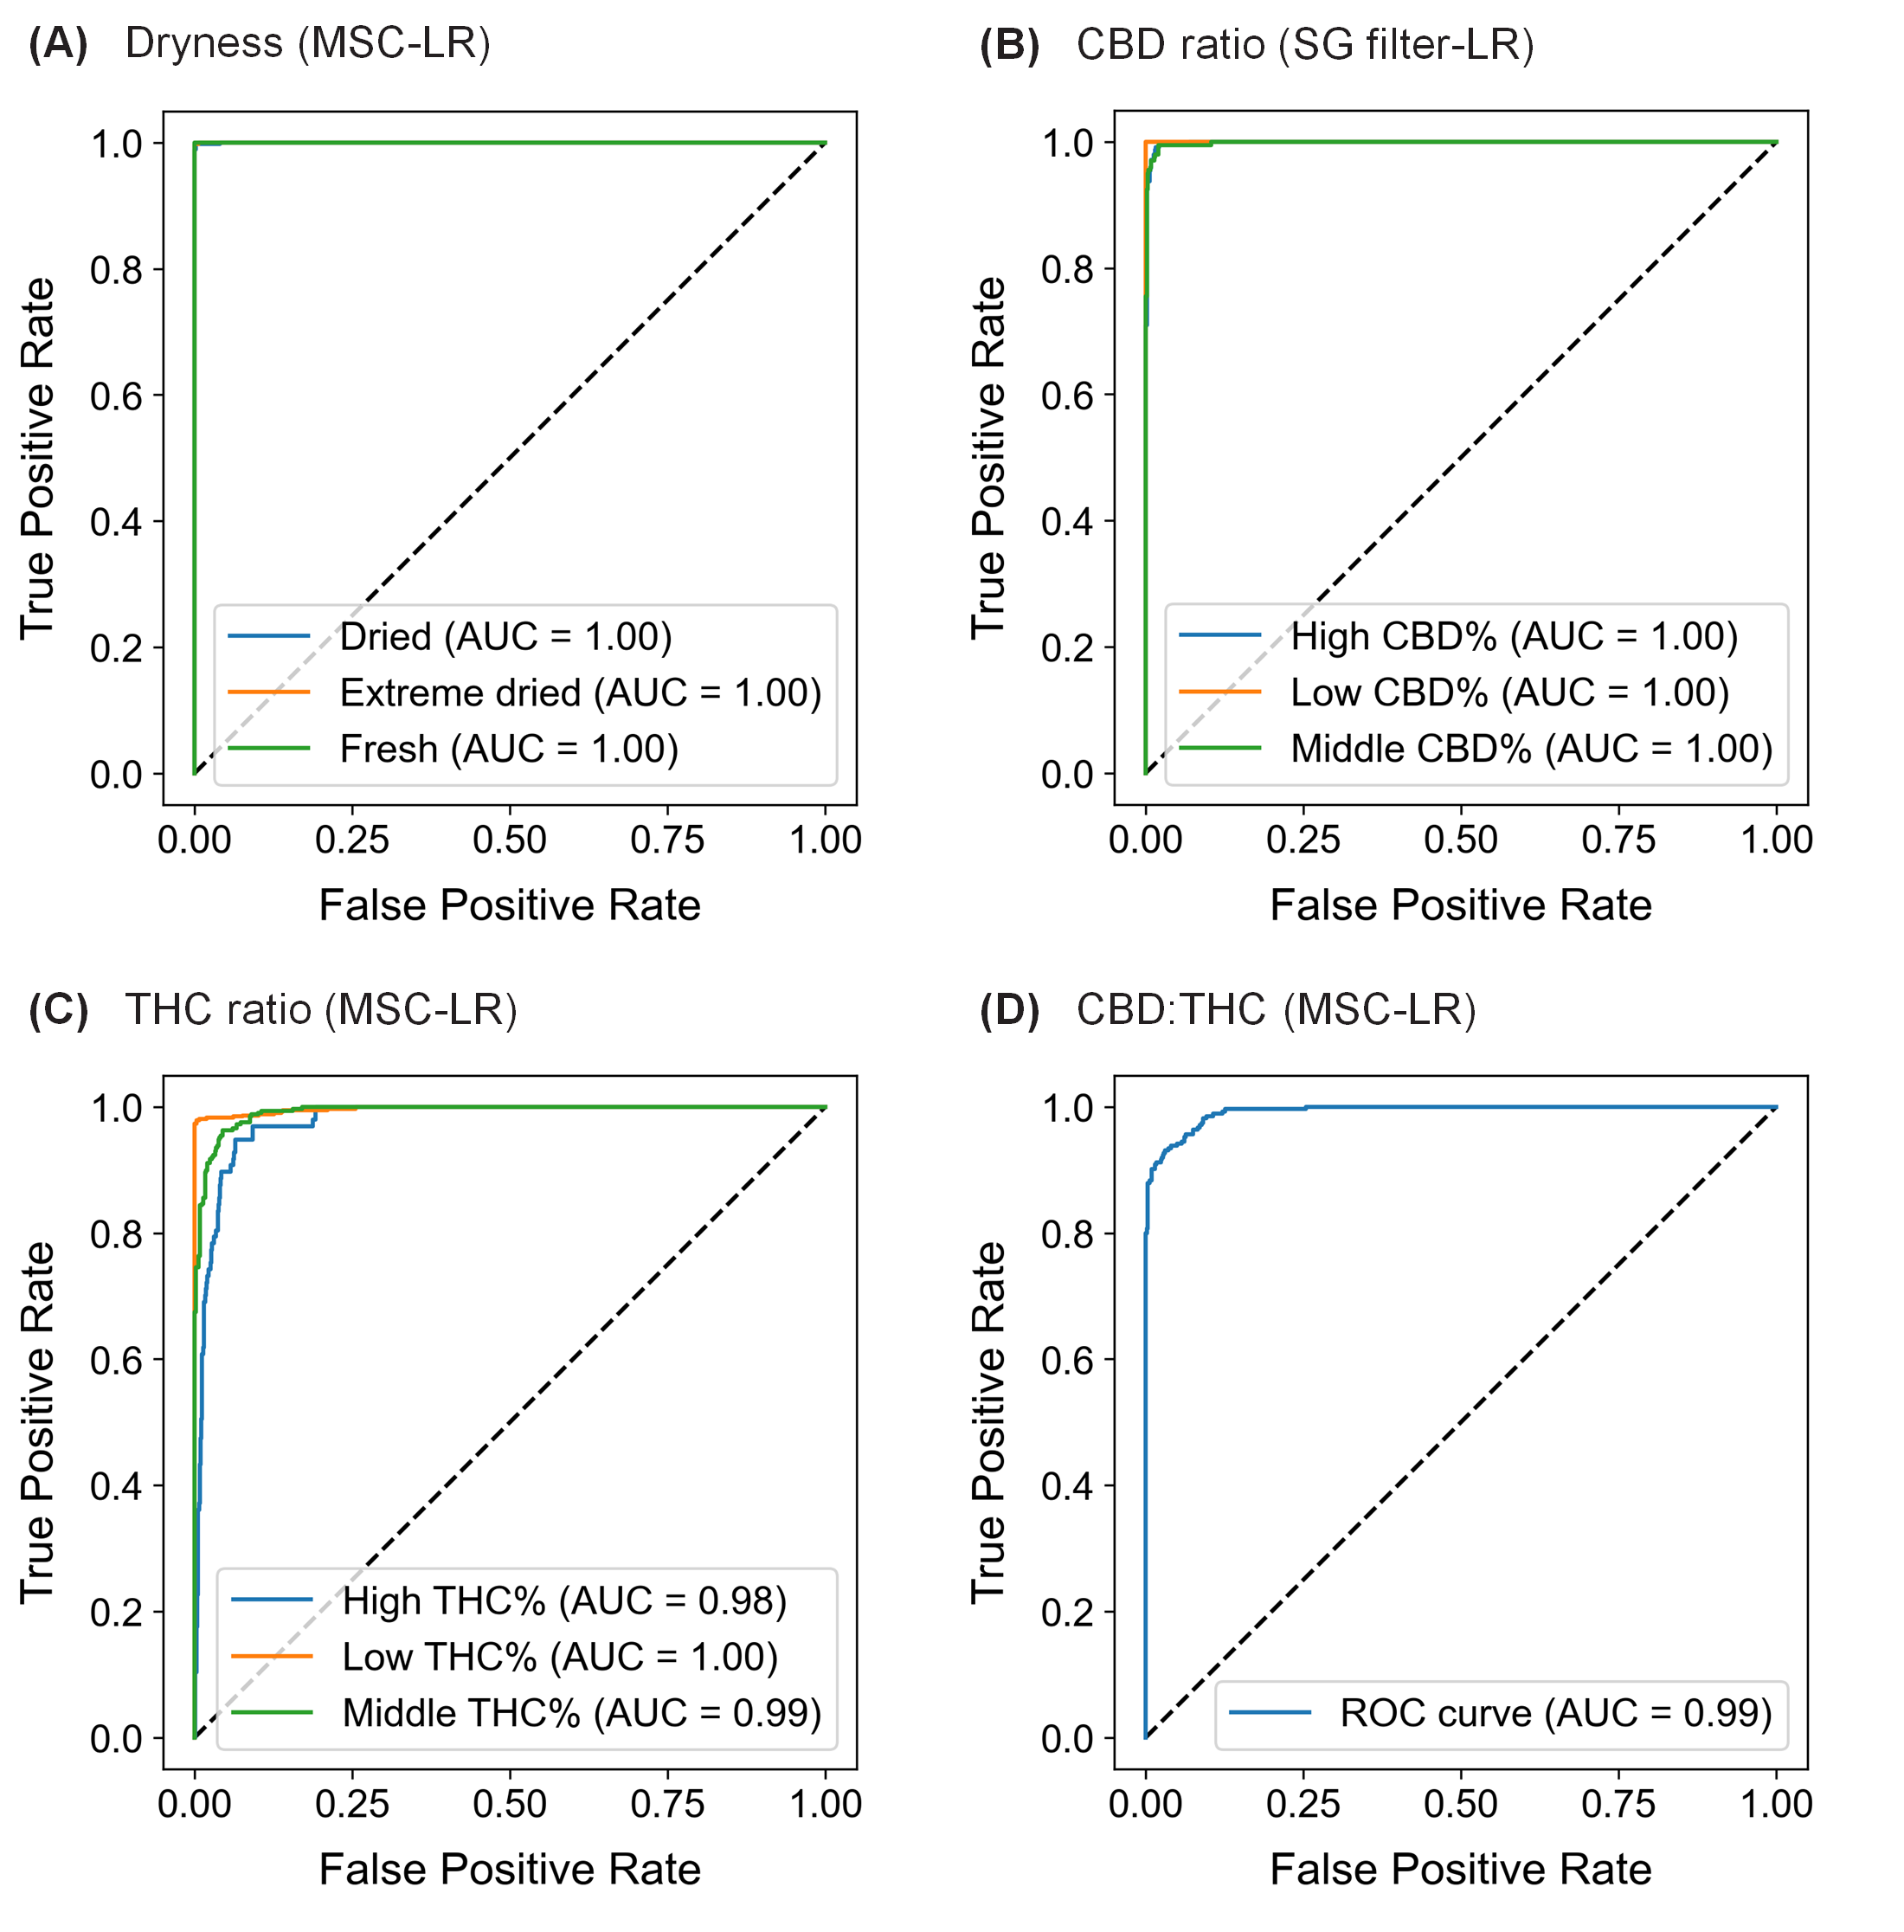 (A) Dryness (MSC-LR)
True Positive Rate
1.0
0.8
0.6
0.4
0.2
0.0
Dried (AUC = 1.00)
Extreme dried (AUC = 1.00)
Fresh (AUC = 1.00)
0.00 0.25 0.50 0.75 1.00
False Positive Rate
(B) CBD ratio (SG filter-LR)
True Positive Rate
1.0
0.8
0.6
0.4
0.2
0.0
High CBD% (AUC = 1.00)
Low CBD% (AUC = 1.00)
Middle CBD% (AUC = 1.00)
0.00 0.25 0.50 0.75 1.00
False Positive Rate
(C) THC ratio (MSC-LR)
True Positive Rate
1.0
0.8
0.6
0.4
0.2
0.0
High THC% (AUC = 0.98)
Low THC% (AUC = 1.00)
Middle THC% (AUC = 0.99)
0.00 0.25 0.50 0.75 1.00
False Positive Rate
(D) CBD:THC (MSC-LR)
True Positive Rate
1.0
0.8
0.6
0.4
0.2
0.0
ROC curve (AUC = 0.99)
0.00 0.25 0.50 0.75 1.00
False Positive Rate